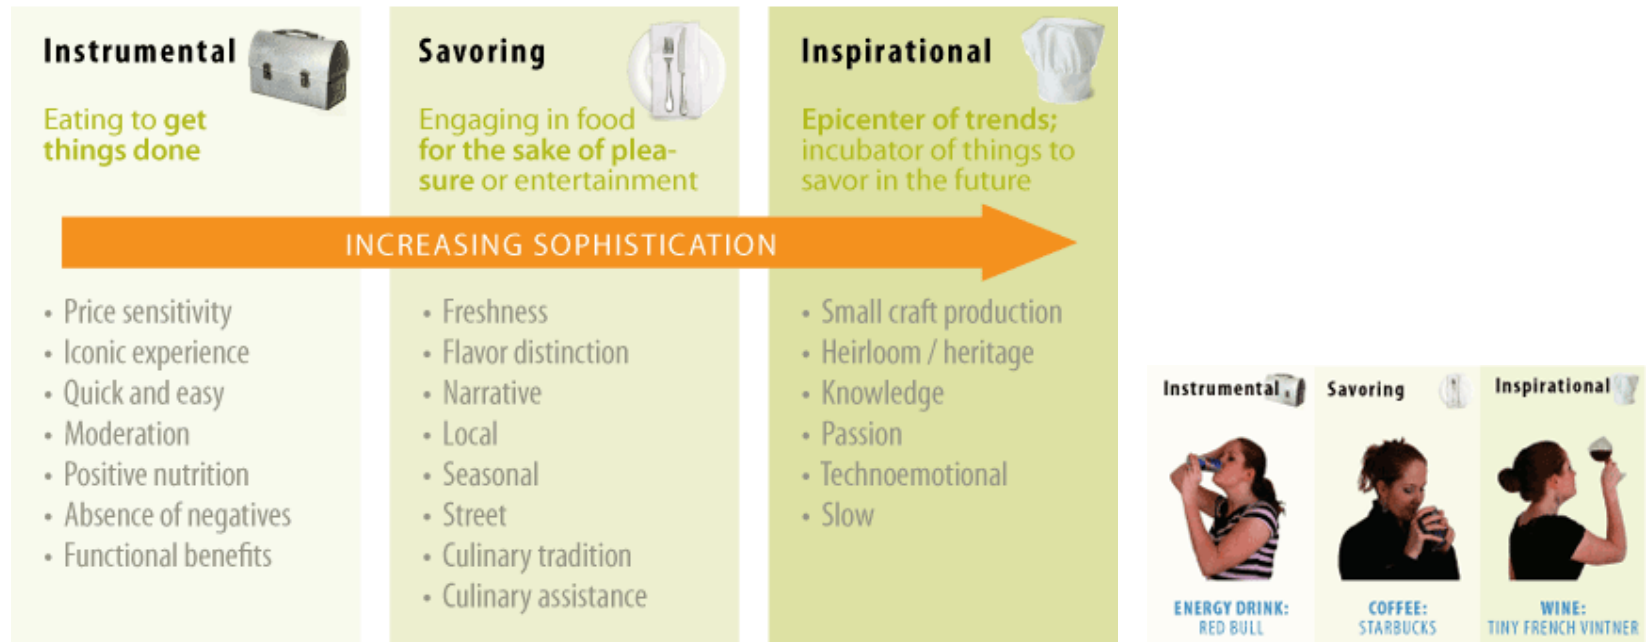 Instrumental
Eating to get
things done
Savoring
Engaging in food
for the sake of plea-
sure or entertainment
Inspirational
Epicenter of trends;
incubator of things to
savor in the future
INCREASING SOPHISTICATION
• Price sensitivity
• Iconic experience
• Quick and easy
• Moderation
• Positive nutrition
• Absence of negatives
• Functional benefits
• Freshness
• Flavor distinction
• Narrative
• Local
• Seasonal
• Street
• Culinary tradition
• Culinary assistance
• Small craft production
• Heirloom / heritage
• Knowledge
• Passion
• Technoemotional
• Slow
Instrumental
ENERGY DRINK:
RED BULL
Savoring
COFFEE:
STARBUCKS
Inspirational
WINE:
TINY FRENCH VINTNER